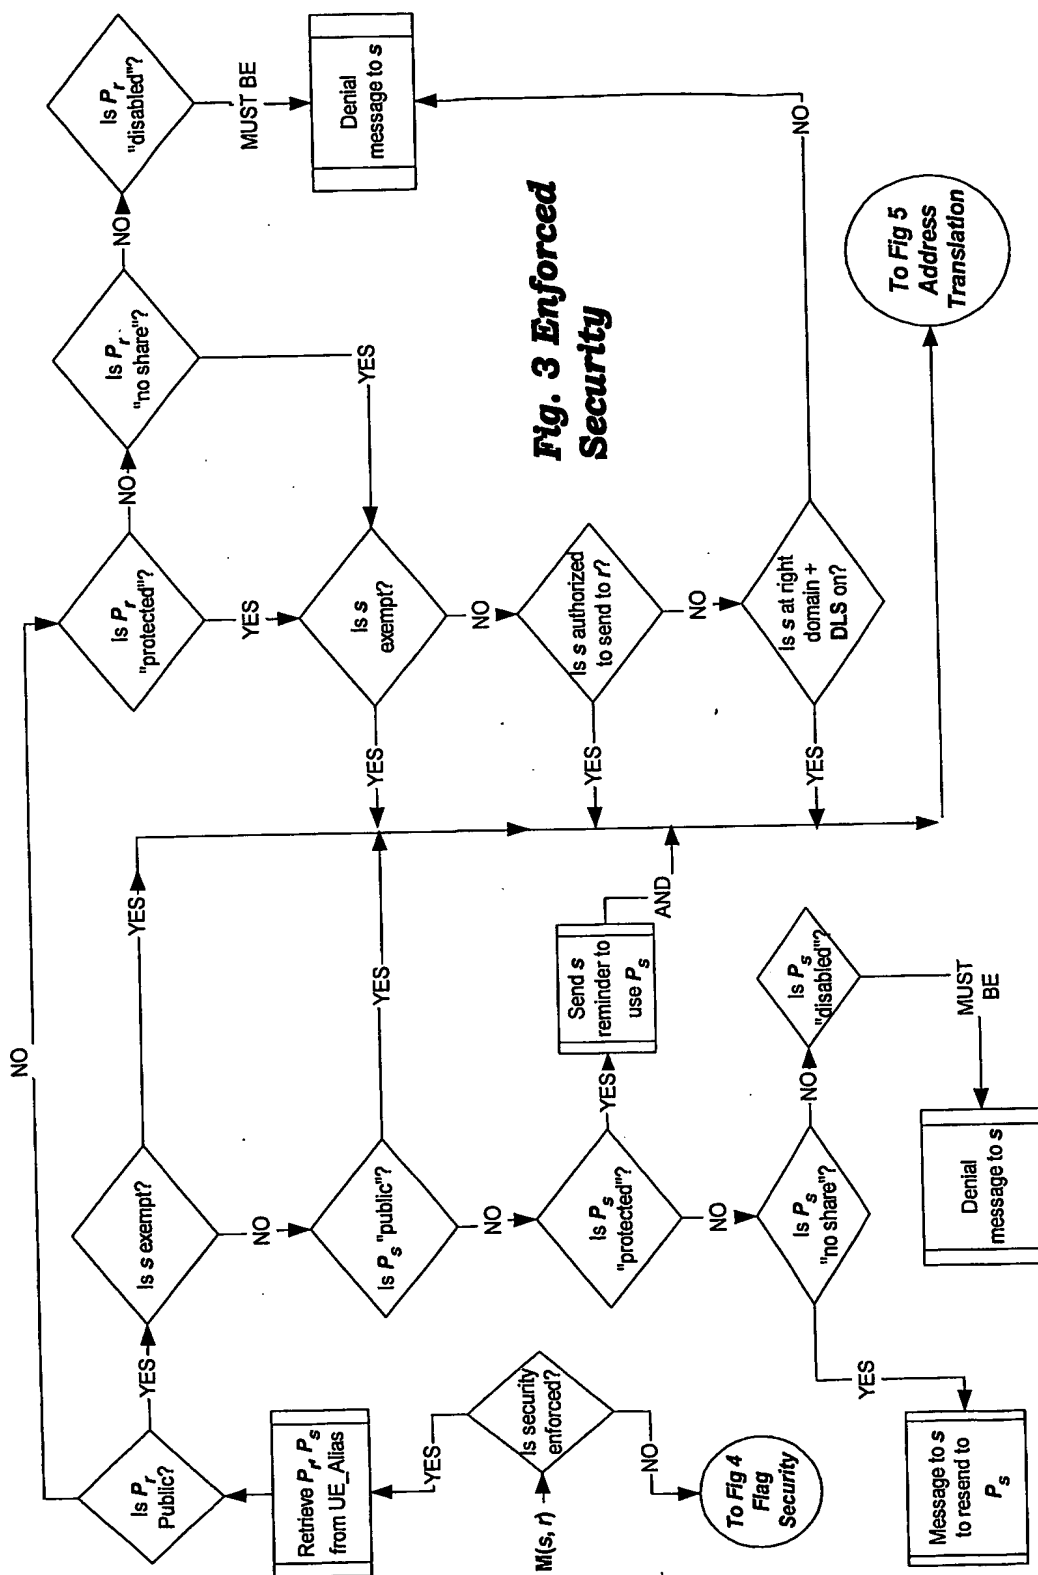 M(s, r)
Is security
enforced?
YES
NO
To Fig 4
Flag
Security
Retrieve Pr, Ps
from UE_Alias
Is Pr
Public?
NO
YES
Is s exempt?
YES
NO
Is Ps "public"?
YES
NO
Is Ps
"protected"?
YES
Send s
reminder to
use Ps
AND
NO
Is Ps
"no share"?
YES
Message to s
to resend to
Ps
NO
Is Ps
"disabled"?
MUST
BE
Denial
message to s
Is Pr
"protected"?
NO
YES
Is Pr
"no share"?
NO
YES
Is Pr
"disabled"?
MUST BE
Denial
message to s
Is s
exempt?
YES
NO
Is s authorized
to send to r?
YES
NO
Is s at right
domain +
DLS on?
YES
NO
To Fig 5
Address
Translation
Fig. 3 Enforced
Security